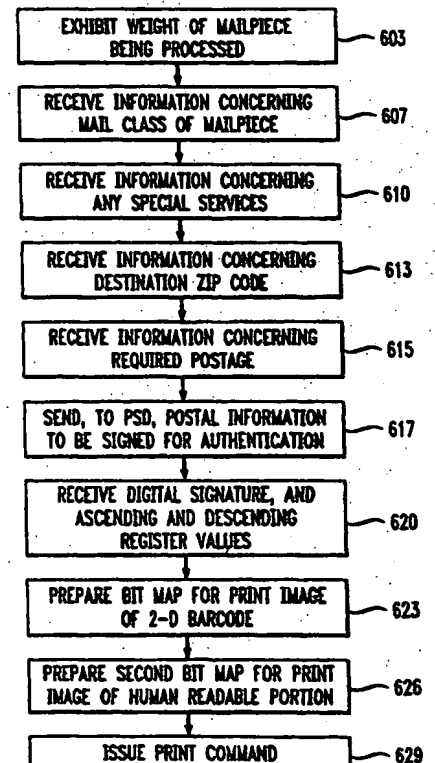 EXHIBIT WEIGHT OF MAILPIECE
BEING PROCESSED
603
RECEIVE INFORMATION CONCERNING
MAIL CLASS OF MAILPIECE
607
RECEIVE INFORMATION CONCERNING
ANY SPECIAL SERVICES
610
RECEIVE INFORMATION CONCERNING
DESTINATION ZIP CODE
613
RECEIVE INFORMATION CONCERNING
REQUIRED POSTAGE
615
SEND, TO PSD, POSTAL INFORMATION
TO BE SIGNED FOR AUTHENTICATION
617
RECEIVE DIGITAL SIGNATURE, AND
ASCENDING AND DESCENDING
REGISTER VALUES
620
PREPARE BIT MAP FOR PRINT IMAGE
OF 2-D BARCODE
623
PREPARE SECOND BIT MAP FOR PRINT
IMAGE OF HUMAN READABLE PORTION
626
ISSUE PRINT COMMAND
629